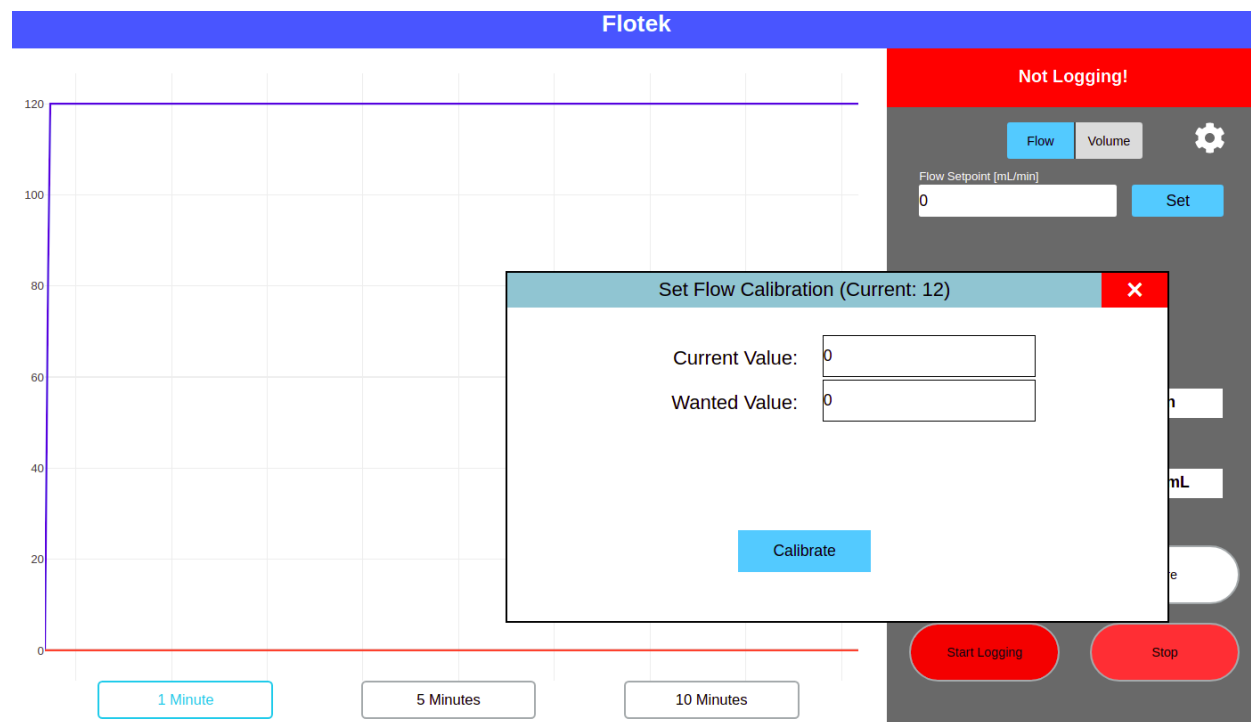 Flotek
120
100
80
60
40
20
0
1 Minute
5 Minutes
10 Minutes
Not Logging!
Flow
Volume
Flow Setpoint [mL/min]
0
Set
Set Flow Calibration (Current: 12)
Current Value:
0
Wanted Value:
0
Calibrate
mL
Start Logging
Stop